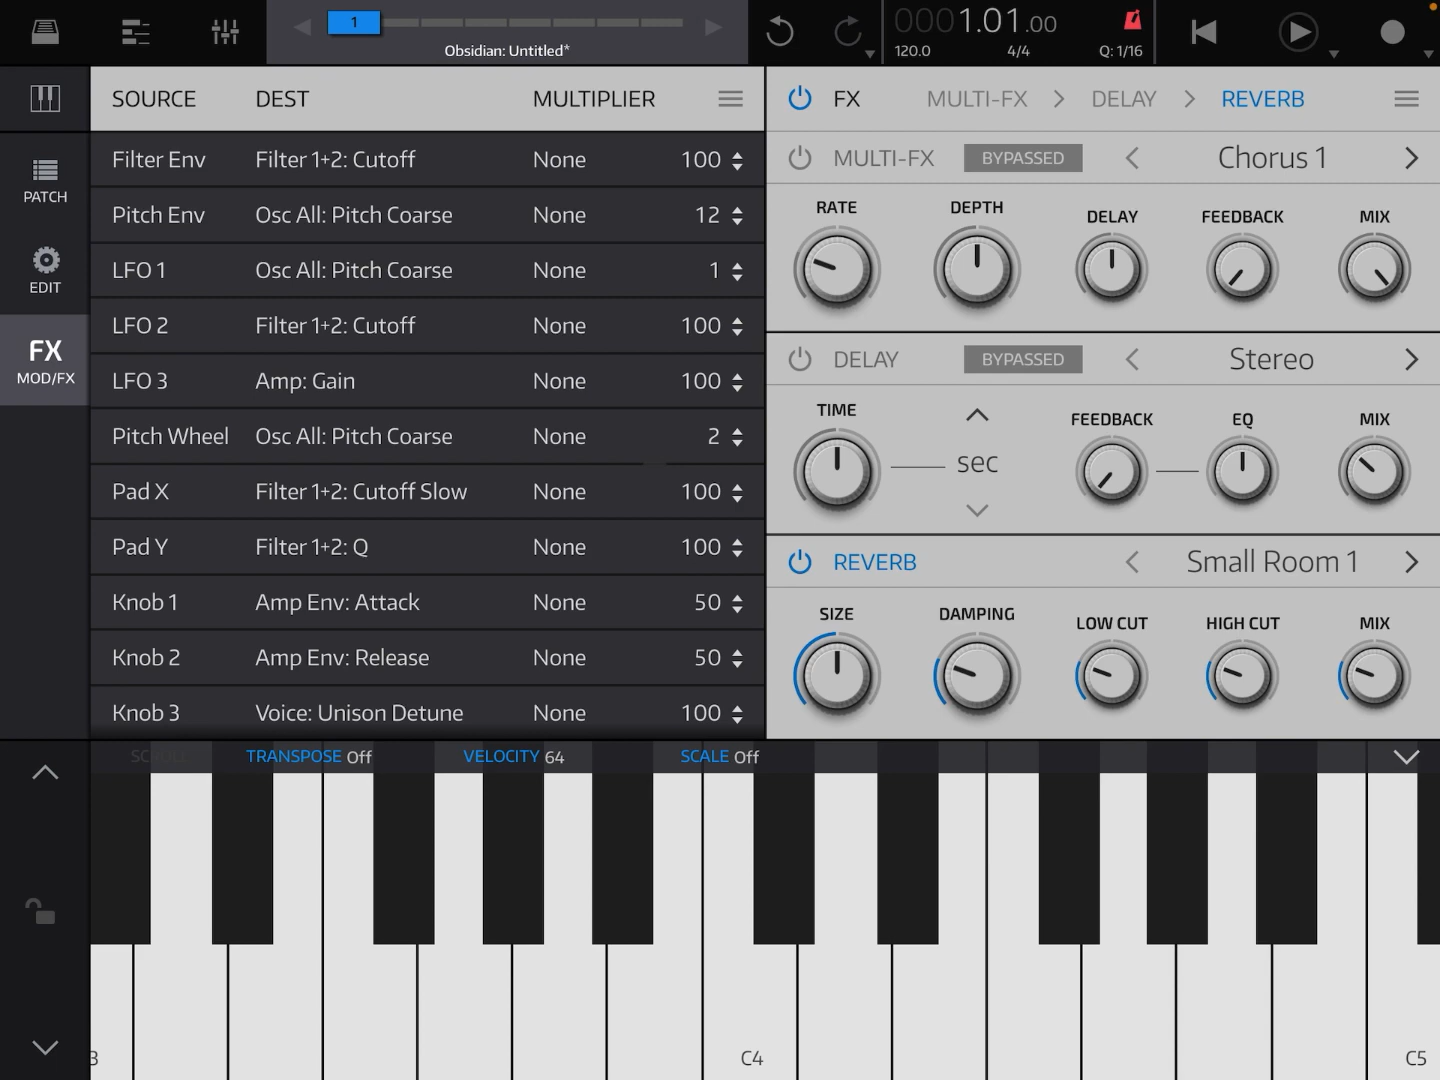 1
Obsidian: Untitled*
0001.01.00
120.0
4/4
Q: 1/16
SOURCE DEST MULTIPLIER
FX MULTI-FX > DELAY > REVERB
PATCH
EDIT
FX
MOD/FX
Filter Env Filter 1+2: Cutoff None 100
Pitch Env Osc All: Pitch Coarse None 12
LFO 1 Osc All: Pitch Coarse None 1
LFO 2 Filter 1+2: Cutoff None 100
LFO 3 Amp: Gain None 100
Pitch Wheel Osc All: Pitch Coarse None 2
Pad X Filter 1+2: Cutoff Slow None 100
Pad Y Filter 1+2: Q None 100
Knob 1 Amp Env: Attack None 50
Knob 2 Amp Env: Release None 50
Knob 3 Voice: Unison Detune None 100
MULTI-FX BYPASSED Chorus 1
RATE DEPTH DELAY FEEDBACK MIX
DELAY BYPASSED Stereo
TIME FEEDBACK EQ MIX
sec
REVERB Small Room 1
SIZE DAMPING LOW CUT HIGH CUT MIX
SCROLL TRANSPOSE Off VELOCITY 64 SCALE Off
3 C4 C5